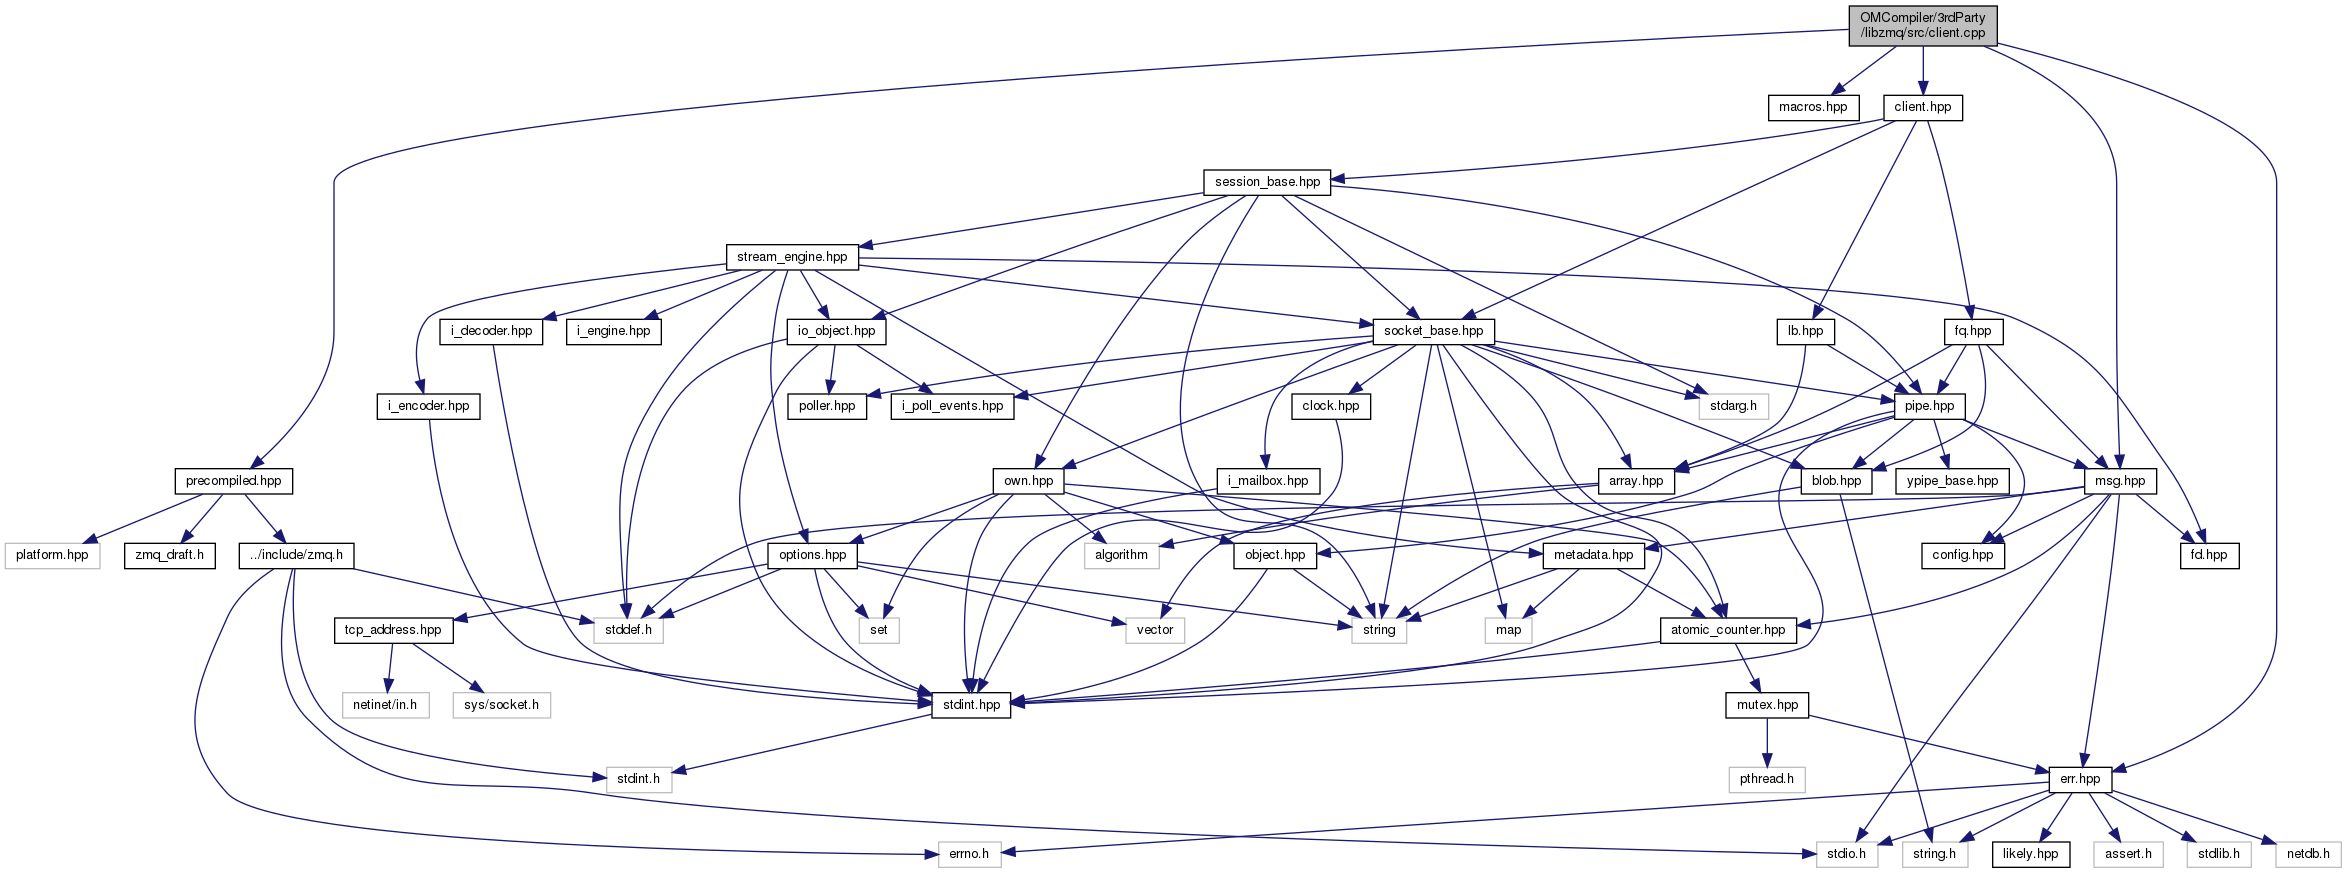 OMCompiler/3rdParty
/libzmq/src/client.cpp
macros.hpp
client.hpp
session_base.hpp
stream_engine.hpp
i_decoder.hpp
i_engine.hpp
io_object.hpp
socket_base.hpp
lb.hpp
fq.hpp
i_encoder.hpp
poller.hpp
i_poll_events.hpp
clock.hpp
stdarg.h
pipe.hpp
precompiled.hpp
own.hpp
i_mailbox.hpp
array.hpp
blob.hpp
ypipe_base.hpp
msg.hpp
platform.hpp
zmq_draft.h
../include/zmq.h
options.hpp
algorithm
object.hpp
metadata.hpp
config.hpp
fd.hpp
tcp_address.hpp
stddef.h
set
vector
string
map
atomic_counter.hpp
netinet/in.h
sys/socket.h
stdint.hpp
mutex.hpp
stdint.h
pthread.h
err.hpp
errno.h
stdio.h
string.h
likely.hpp
assert.h
stdlib.h
netdb.h